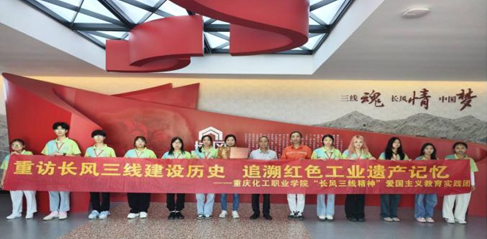 三线魂 长风情 中国梦
重访长风三线建设历史 追溯红色工业遗产记忆
——重庆化工职业学院“长风三线精神”爱国主义教育实践团